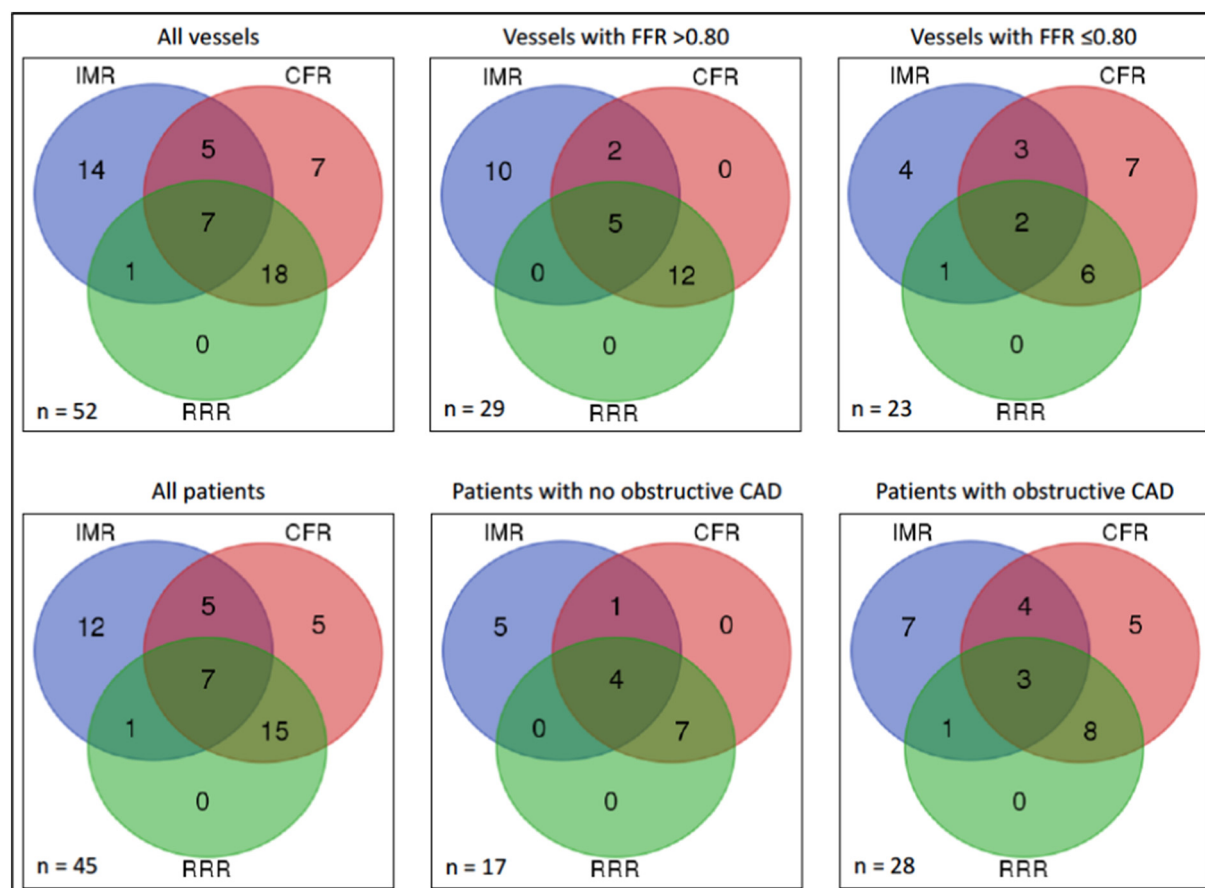 All vessels
IMR CFR
14 5 7
7
1 18
0
n = 52
RRR
Vessels with FFR >0.80
IMR CFR
10 2 0
5
0 12
0
n = 29
RRR
Vessels with FFR ≤0.80
IMR CFR
4 3 7
2
1 6
0
n = 23
RRR
All patients
IMR CFR
12 5 5
7
1 15
0
n = 45
RRR
Patients with no obstructive CAD
IMR CFR
5 1 0
4
0 7
0
n = 17
RRR
Patients with obstructive CAD
IMR CFR
7 4 5
3
1 8
0
n = 28
RRR